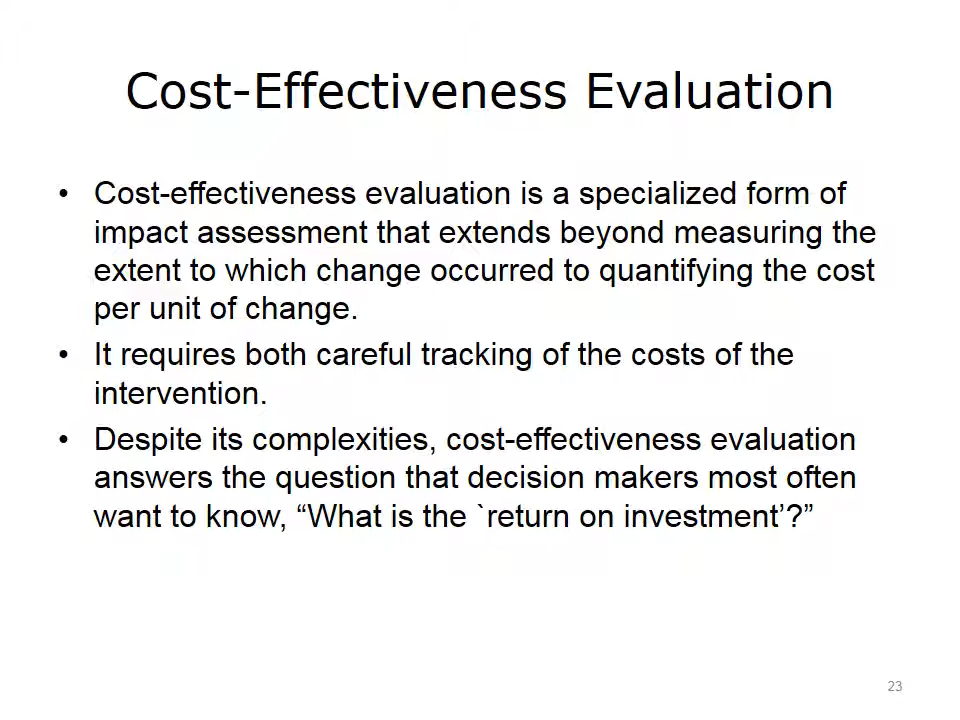 Cost-Effectiveness Evaluation
• Cost-effectiveness evaluation is a specialized form of
impact assessment that extends beyond measuring the
extent to which change occurred to quantifying the cost
per unit of change.
• It requires both careful tracking of the costs of the
intervention.
• Despite its complexities, cost-effectiveness evaluation
answers the question that decision makers most often
want to know, “What is the `return on investment’?”
23